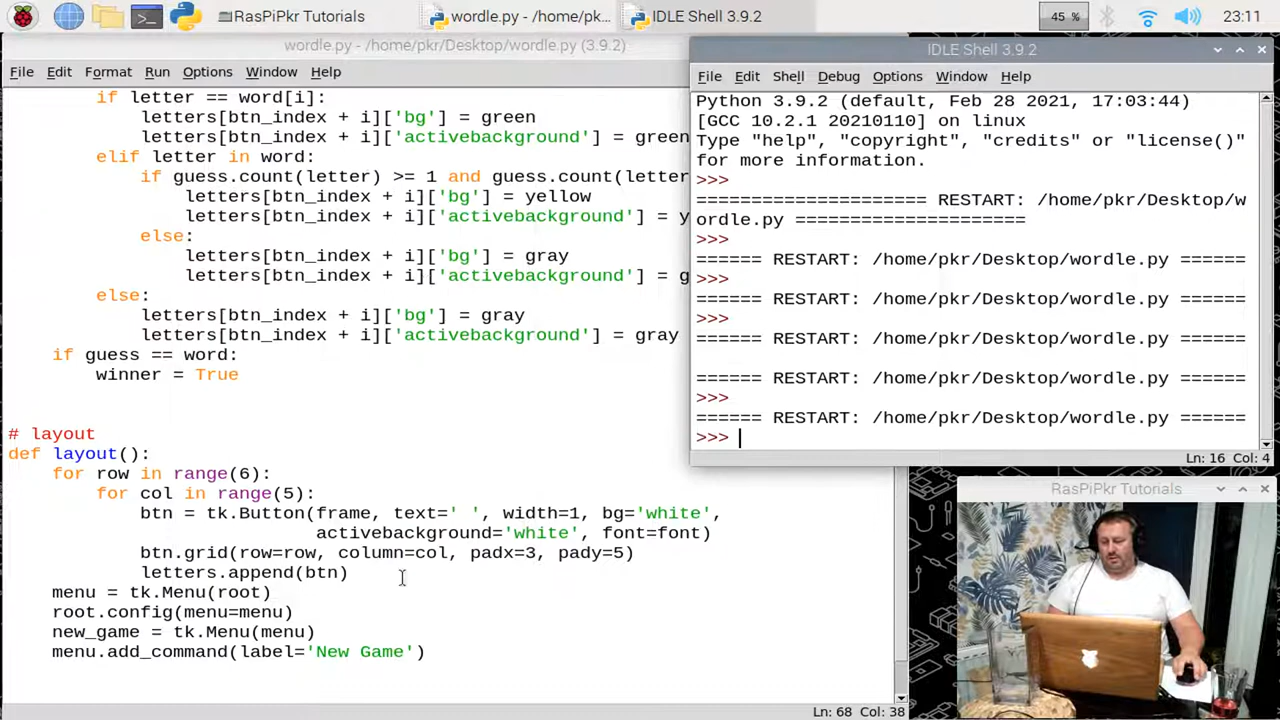 RasPiPkr Tutorials
wordle.py - /home/pk...
IDLE Shell 3.9.2
45 %
23:11
wordle.py - /home/pkr/Desktop/wordle.py (3.9.2)
File Edit Format Run Options Window Help
if letter == word[i]:
letters[btn_index + i]['bg'] = green
letters[btn_index + i]['activebackground'] = green
elif letter in word:
if guess.count(letter) >= 1 and guess.count(letter
letters[btn_index + i]['bg'] = yellow
letters[btn_index + i]['activebackground'] = y
else:
letters[btn_index + i]['bg'] = gray
letters[btn_index + i]['activebackground'] = g
else:
letters[btn_index + i]['bg'] = gray
letters[btn_index + i]['activebackground'] = gray
if guess == word:
winner = True
# layout
def layout():
for row in range(6):
for col in range(5):
btn = tk.Button(frame, text=' ', width=1, bg='white',
activebackground='white', font=font)
btn.grid(row=row, column=col, padx=3, pady=5)
letters.append(btn)
menu = tk.Menu(root)
root.config(menu=menu)
new_game = tk.Menu(menu)
menu.add_command(label='New Game')
Ln: 68 Col: 38
IDLE Shell 3.9.2
File Edit Shell Debug Options Window Help
Python 3.9.2 (default, Feb 28 2021, 17:03:44)
[GCC 10.2.1 20210110] on linux
Type "help", "copyright", "credits" or "license()"
for more information.
>>>
===================== RESTART: /home/pkr/Desktop/w
ordle.py =====================
>>>
====== RESTART: /home/pkr/Desktop/wordle.py ======
>>>
====== RESTART: /home/pkr/Desktop/wordle.py ======
>>>
====== RESTART: /home/pkr/Desktop/wordle.py ======
====== RESTART: /home/pkr/Desktop/wordle.py ======
>>>
====== RESTART: /home/pkr/Desktop/wordle.py ======
>>>
Ln: 16 Col: 4
RasPiPkr Tutorials